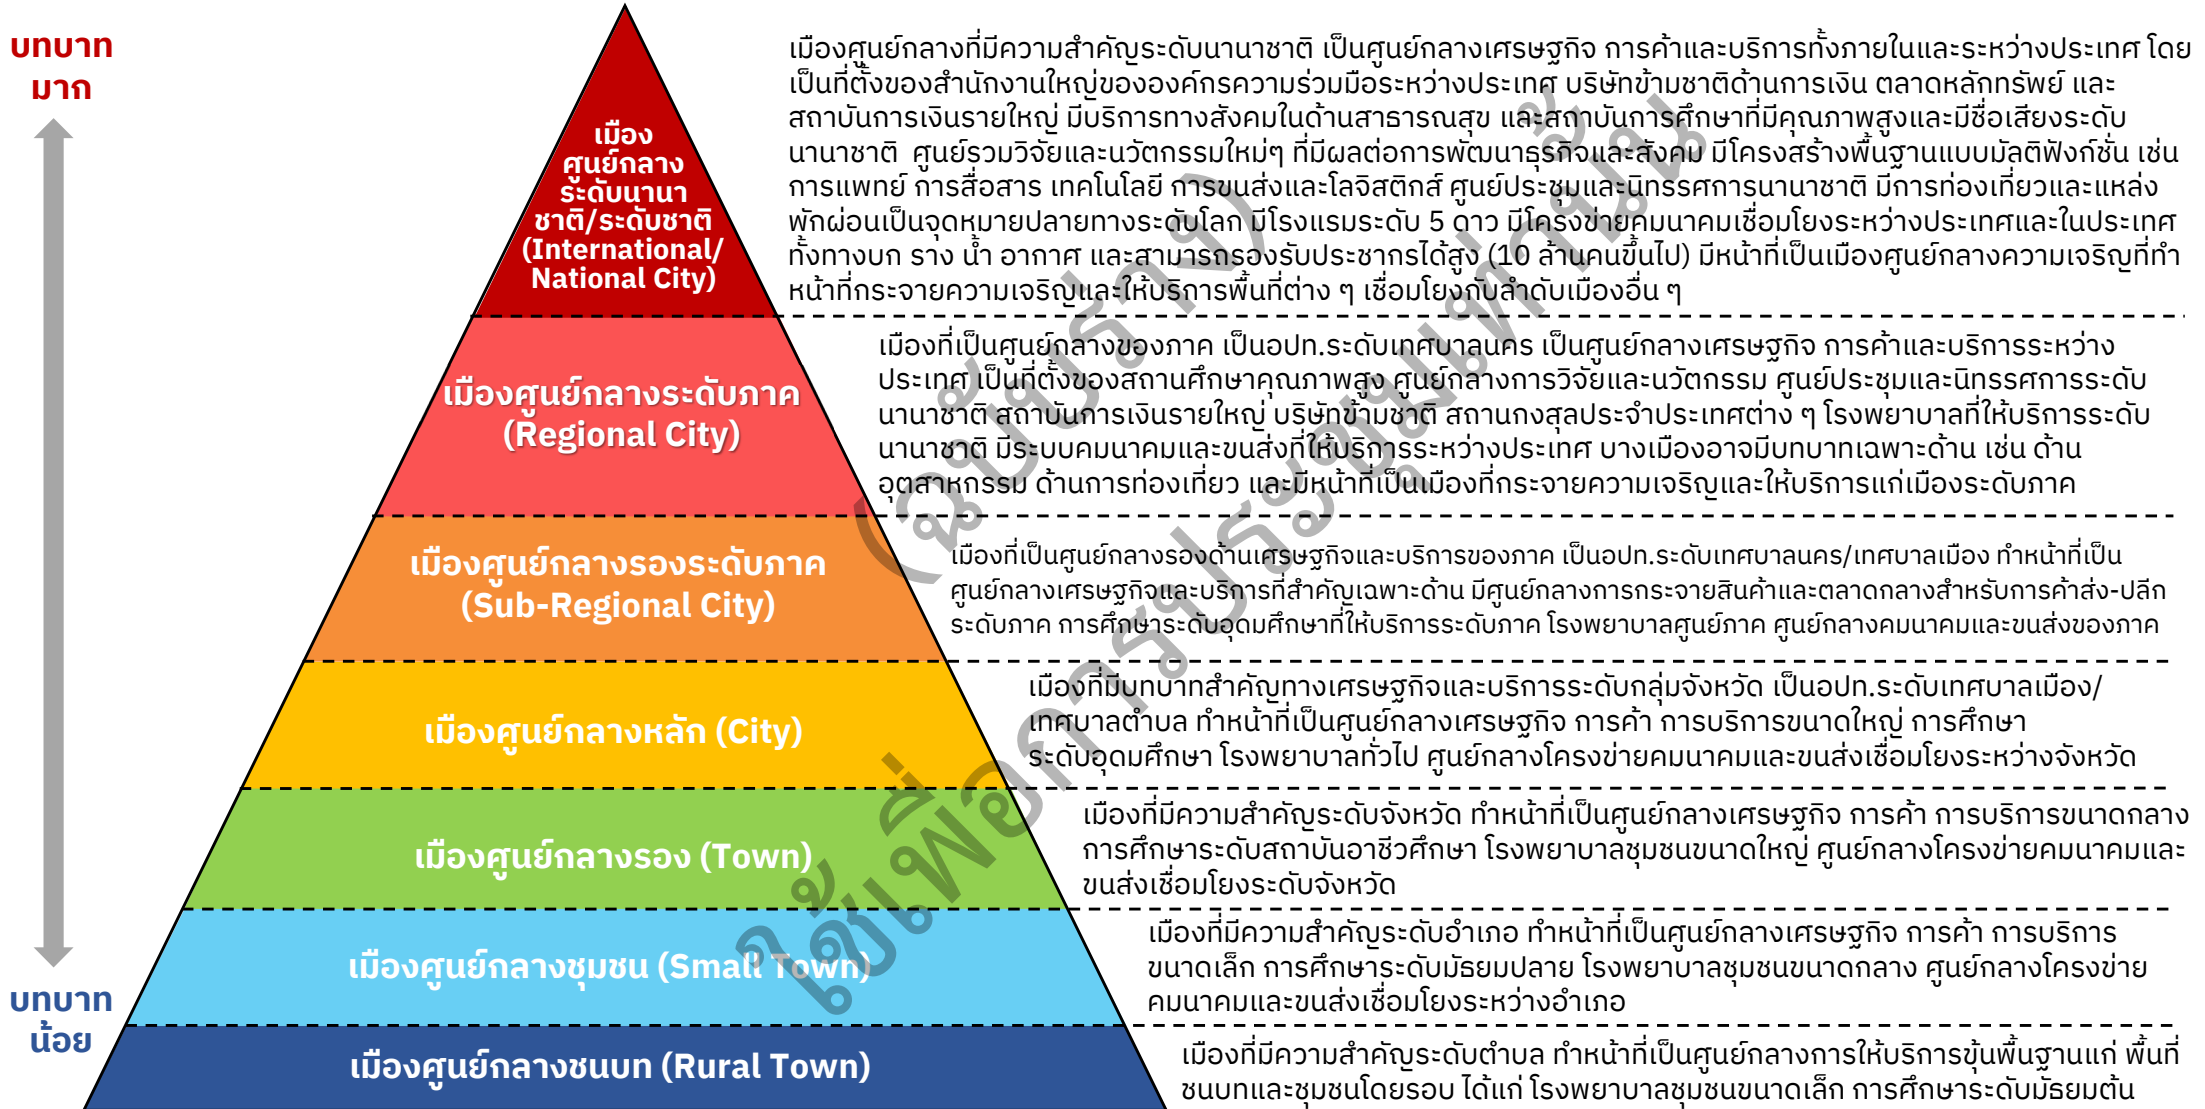 บทบาท
มาก
เมือง
ศูนย์กลาง
ระดับนานา
ชาติ/ระดับชาติ
(International/
National City)
เมืองศูนย์กลางที่มีความสำคัญระดับนานาชาติ เป็นศูนย์กลางเศรษฐกิจ การค้าและบริการทั้งภายในและระหว่างประเทศ โดย
เป็นที่ตั้งของสำนักงานใหญ่ขององค์กรความร่วมมือระหว่างประเทศ บริษัทข้ามชาติด้านการเงิน ตลาดหลักทรัพย์ และ
สถาบันการเงินรายใหญ่ มีบริการทางสังคมในด้านสาธารณสุข และสถาบันการศึกษาที่มีคุณภาพสูงและมีชื่อเสียงระดับ
นานาชาติ ศูนย์รวมวิจัยและนวัตกรรมใหม่ๆ ที่มีผลต่อการพัฒนาธุรกิจและสังคม มีโครงสร้างพื้นฐานแบบมัลติฟังก์ชั่น เช่น
การแพทย์ การสื่อสาร เทคโนโลยี การขนส่งและโลจิสติกส์ ศูนย์ประชุมและนิทรรศการนานาชาติ มีการท่องเที่ยวและแหล่ง
พักผ่อนเป็นจุดหมายปลายทางระดับโลก มีโรงแรมระดับ 5 ดาว มีโครงข่ายคมนาคมเชื่อมโยงระหว่างประเทศและในประเทศ
ทั้งทางบก ราง น้ำ อากาศ และสามารถรองรับประชากรได้สูง (10 ล้านคนขึ้นไป) มีหน้าที่เป็นเมืองศูนย์กลางความเจริญที่ทำ
หน้าที่กระจายความเจริญและให้บริการพื้นที่ต่าง ๆ เชื่อมโยงกับลำดับเมืองอื่น ๆ
เมืองศูนย์กลางระดับภาค
(Regional City)
เมืองที่เป็นศูนย์กลางของภาค เป็นอปท.ระดับเทศบาลนคร เป็นศูนย์กลางเศรษฐกิจ การค้าและบริการระหว่าง
ประเทศ เป็นที่ตั้งของสถานศึกษาคุณภาพสูง ศูนย์กลางการวิจัยและนวัตกรรม ศูนย์ประชุมและนิทรรศการระดับ
นานาชาติ สถาบันการเงินรายใหญ่ บริษัทข้ามชาติ สถานกงสุลประจำประเทศต่าง ๆ โรงพยาบาลที่ให้บริการระดับ
นานาชาติ มีระบบคมนาคมและขนส่งที่ให้บริการระหว่างประเทศ บางเมืองอาจมีบทบาทเฉพาะด้าน เช่น ด้าน
อุตสาหกรรม ด้านการท่องเที่ยว และมีหน้าที่เป็นเมืองที่กระจายความเจริญและให้บริการแก่เมืองระดับภาค
เมืองศูนย์กลางรองระดับภาค
(Sub-Regional City)
เมืองที่เป็นศูนย์กลางรองด้านเศรษฐกิจและบริการของภาค เป็นอปท.ระดับเทศบาลนคร/เทศบาลเมือง ทำหน้าที่เป็น
ศูนย์กลางเศรษฐกิจและบริการที่สำคัญเฉพาะด้าน มีศูนย์กลางการกระจายสินค้าและตลาดกลางสำหรับการค้าส่ง-ปลีก
ระดับภาค การศึกษาระดับอุดมศึกษาที่ให้บริการระดับภาค โรงพยาบาลศูนย์ภาค ศูนย์กลางคมนาคมและขนส่งของภาค
เมืองศูนย์กลางหลัก (City)
เมืองที่มีบทบาทสำคัญทางเศรษฐกิจและบริการระดับกลุ่มจังหวัด เป็นอปท.ระดับเทศบาลเมือง/
เทศบาลตำบล ทำหน้าที่เป็นศูนย์กลางเศรษฐกิจ การค้า การบริการขนาดใหญ่ การศึกษา
ระดับอุดมศึกษา โรงพยาบาลทั่วไป ศูนย์กลางโครงข่ายคมนาคมและขนส่งเชื่อมโยงระหว่างจังหวัด
เมืองศูนย์กลางรอง (Town)
เมืองที่มีความสำคัญระดับจังหวัด ทำหน้าที่เป็นศูนย์กลางเศรษฐกิจ การค้า การบริการขนาดกลาง
การศึกษาระดับสถาบันอาชีวศึกษา โรงพยาบาลชุมชนขนาดใหญ่ ศูนย์กลางโครงข่ายคมนาคมและ
ขนส่งเชื่อมโยงระดับจังหวัด
เมืองศูนย์กลางชุมชน (Small Town)
เมืองที่มีความสำคัญระดับอำเภอ ทำหน้าที่เป็นศูนย์กลางเศรษฐกิจ การค้า การบริการ
ขนาดเล็ก การศึกษาระดับมัธยมปลาย โรงพยาบาลชุมชนขนาดกลาง ศูนย์กลางโครงข่าย
คมนาคมและขนส่งเชื่อมโยงระหว่างอำเภอ
บทบาท
น้อย
เมืองศูนย์กลางชนบท (Rural Town)
เมืองที่มีความสำคัญระดับตำบล ทำหน้าที่เป็นศูนย์กลางการให้บริการขุ้นพื้นฐานแก่ พื้นที่
ชนบทและชุมชนโดยรอบ ได้แก่ โรงพยาบาลชุมชนขนาดเล็ก การศึกษาระดับมัธยมต้น
(ฉบับร่าง)
ใช้เพื่อการประชุมเท่านั้น